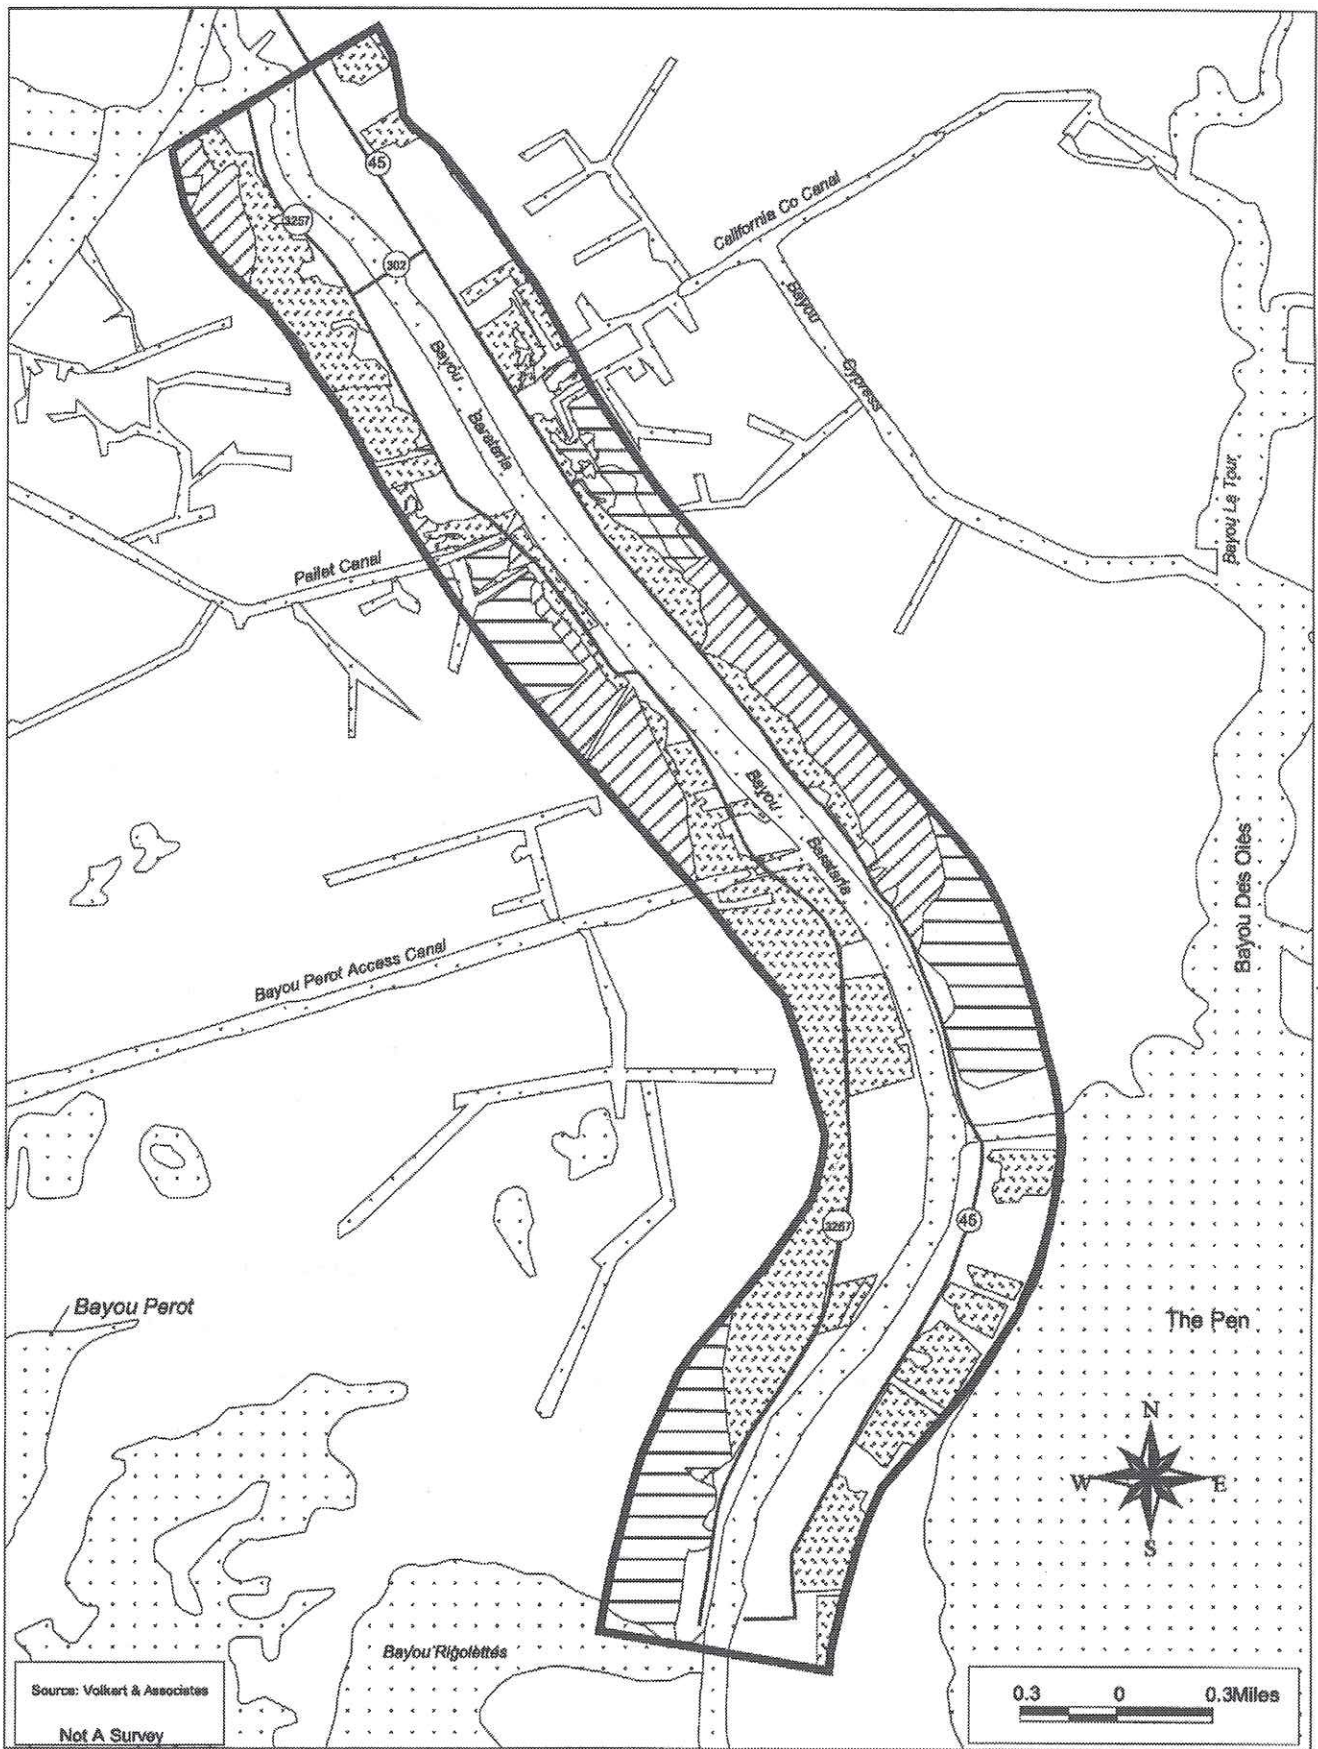 45
3257
302
California Co Canal
Bayou
Cypress
Bayou
Barataria
Bayou La Tour
Pailet Canal
Bayou
Barataria
Bayou Des Oies
Bayou Perot Access Canal
3257
45
Bayou Perot
The Pen
N
W E
S
Bayou Rigolettes
Source: Volkert & Associates
Not A Survey
0.3 0 0.3Miles